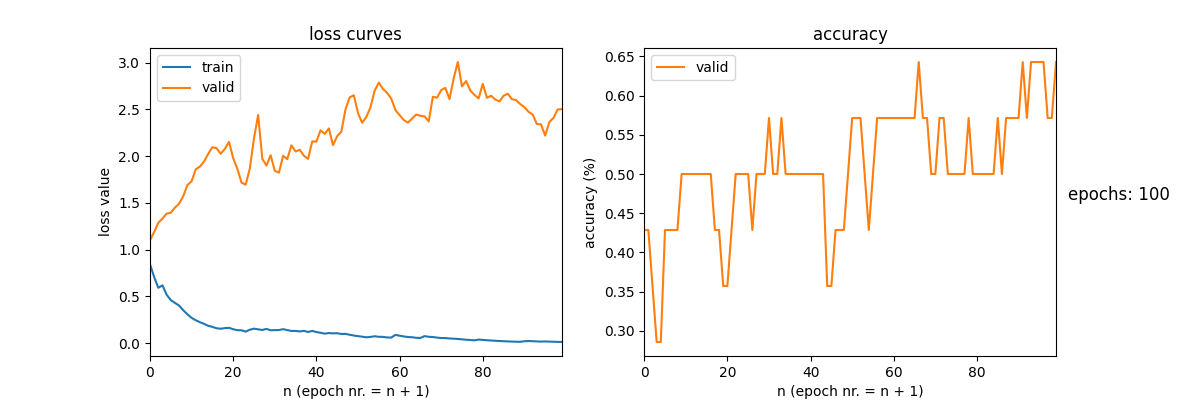 loss curves
train
valid
3.0
2.5
2.0
1.5
1.0
0.5
0.0
loss value
0 20 40 60 80
n (epoch nr. = n + 1)
accuracy
valid
0.65
0.60
0.55
0.50
0.45
0.40
0.35
0.30
accuracy (%)
0 20 40 60 80
n (epoch nr. = n + 1)
epochs: 100